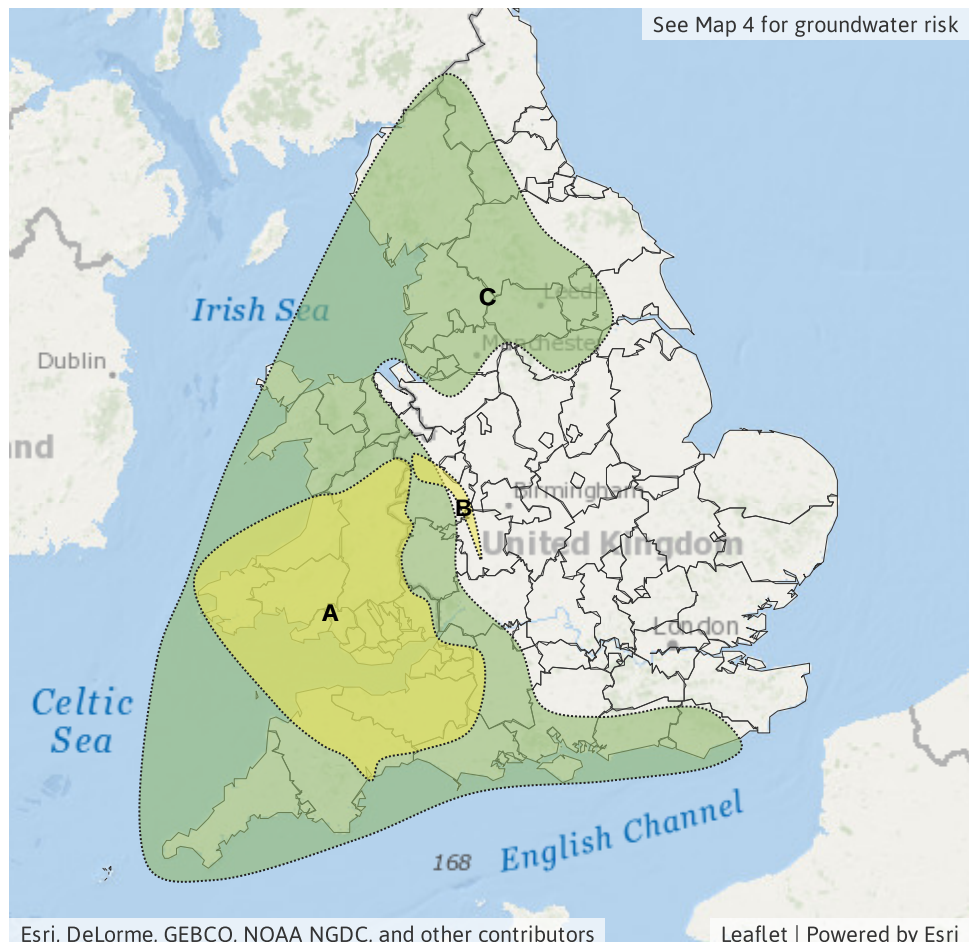 See Map 4 for groundwater risk
Irish Sea
C
Leeds
Manchester
Dublin
nd
Birmingham
B
United Kingdom
A
London
Celtic
Sea
English Channel
168
Esri, DeLorme, GEBCO, NOAA NGDC, and other contributors
Leaflet | Powered by Esri